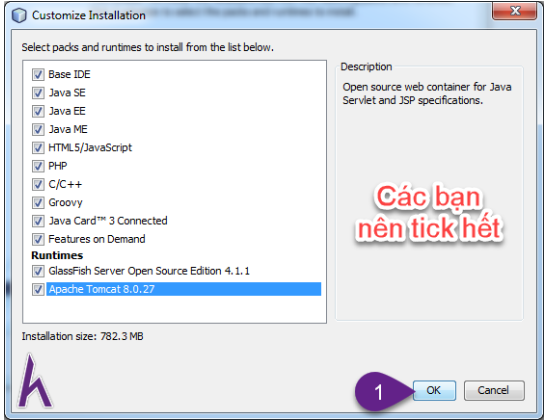 Customize Installation
Select packs and runtimes to install from the list below.
Base IDE
Java SE
Java EE
Java ME
HTML5/JavaScript
PHP
C/C++
Groovy
Java Card™ 3 Connected
Features on Demand
Runtimes
GlassFish Server Open Source Edition 4.1.1
Apache Tomcat 8.0.27
Description
Open source web container for Java
Servlet and JSP specifications.
Các bạn
nên tick hết
Installation size: 782.3 MB
1
OK
Cancel